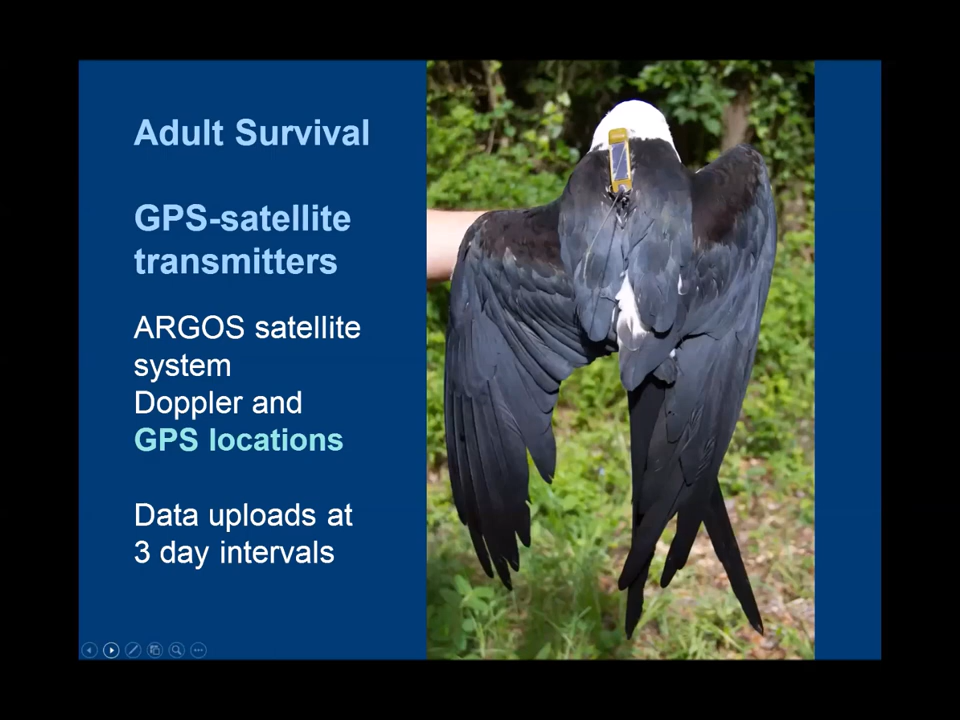 Adult Survival
GPS-satellite
transmitters
ARGOS satellite
system
Doppler and
GPS locations
Data uploads at
3 day intervals